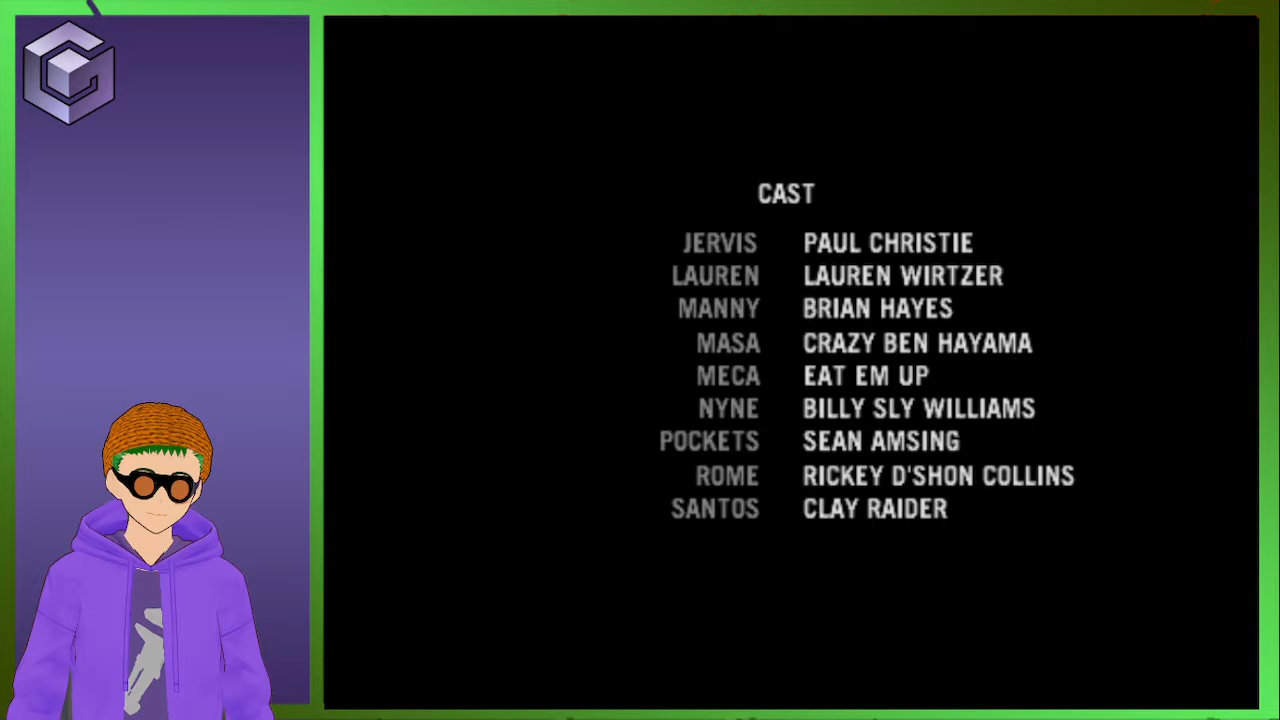 CAST
JERVIS PAUL CHRISTIE
LAUREN LAUREN WIRTZER
MANNY BRIAN HAYES
MASA CRAZY BEN HAYAMA
MECA EAT EM UP
NYNE BILLY SLY WILLIAMS
POCKETS SEAN AMSING
ROME RICKEY D'SHON COLLINS
SANTOS CLAY RAIDER